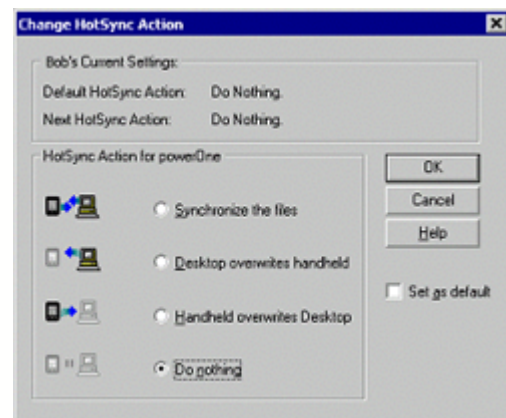 Change HotSync Action
Bob's Current Settings:
Default HotSync Action: Do Nothing.
Next HotSync Action: Do Nothing.
HotSync Action for powerOne
Synchronize the files
Desktop overwrites handheld
Handheld overwrites Desktop
Do nothing
OK
Cancel
Help
Set as default